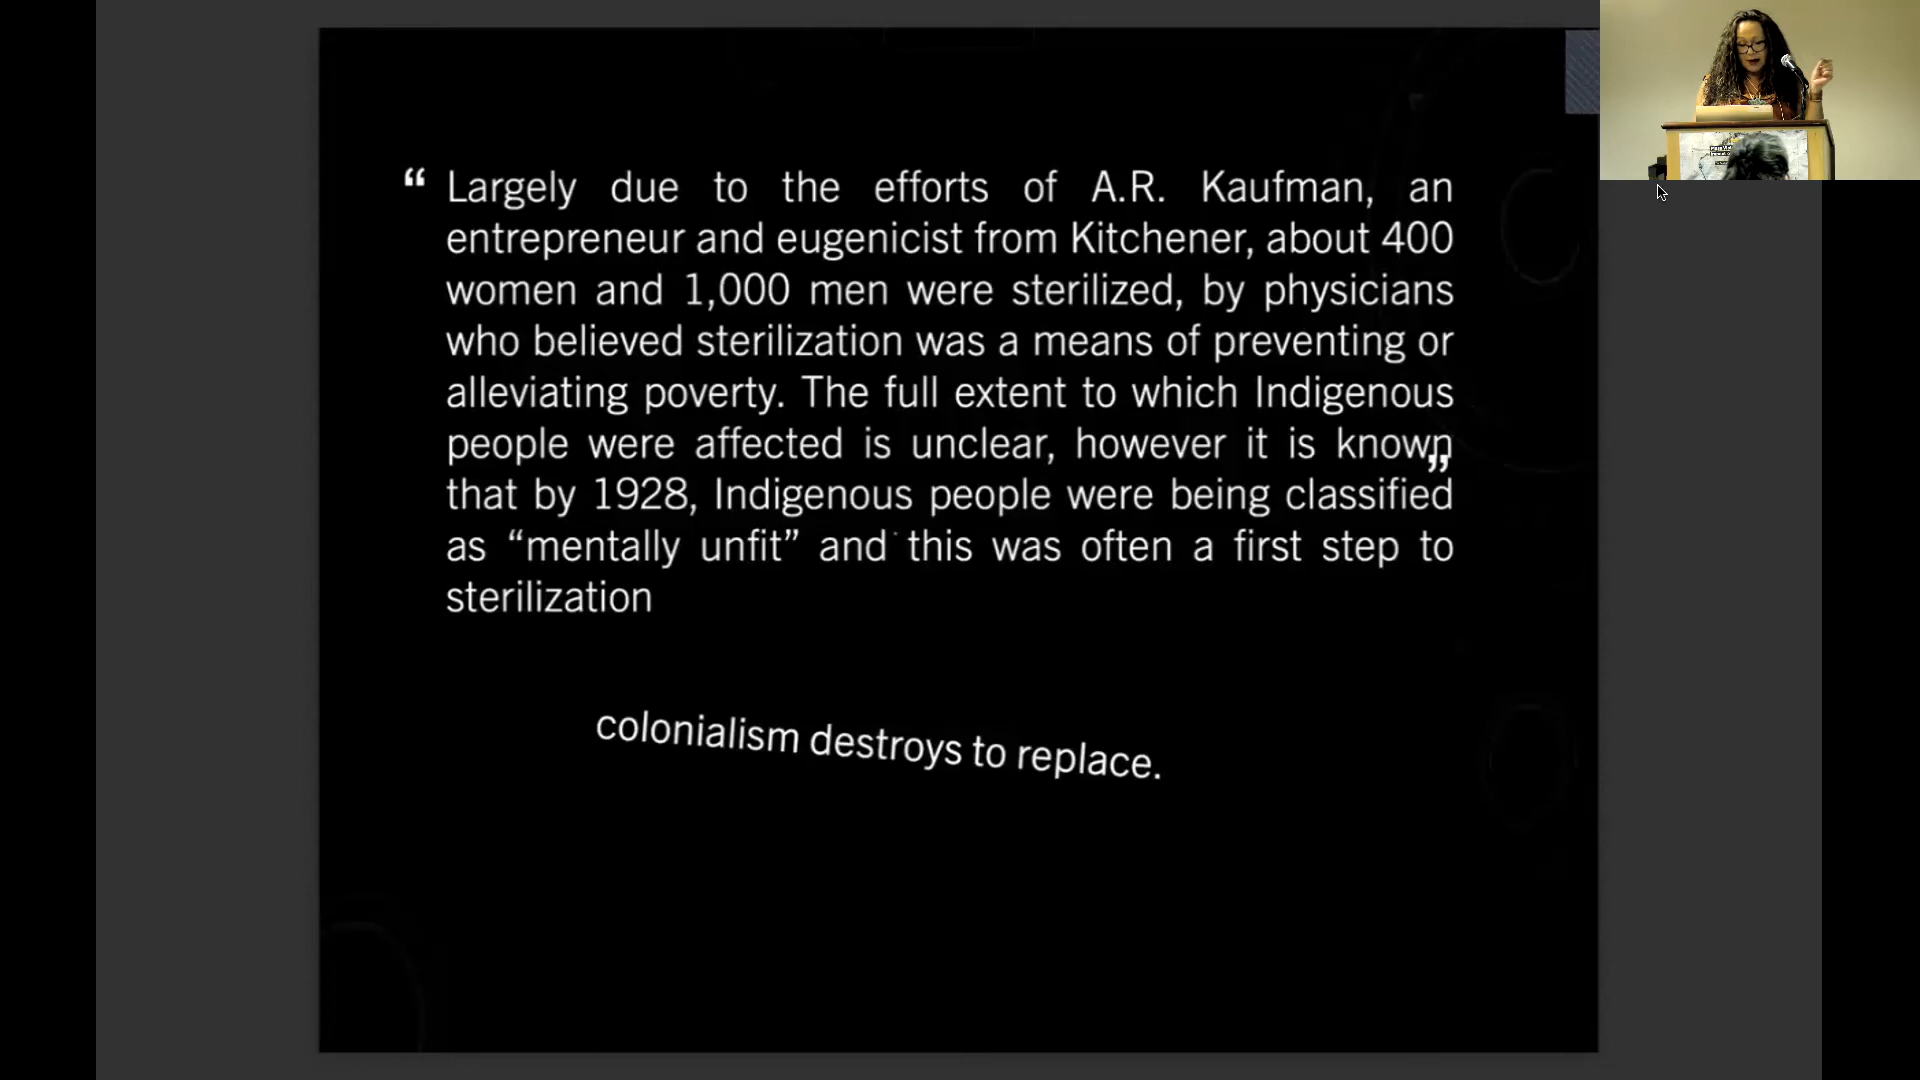 “ Largely due to the efforts of A.R. Kaufman, an
entrepreneur and eugenicist from Kitchener, about 400
women and 1,000 men were sterilized, by physicians
who believed sterilization was a means of preventing or
alleviating poverty. The full extent to which Indigenous
people were affected is unclear, however it is known
”
that by 1928, Indigenous people were being classified
as “mentally unfit” and this was often a first step to
sterilization
colonialism destroys to replace.